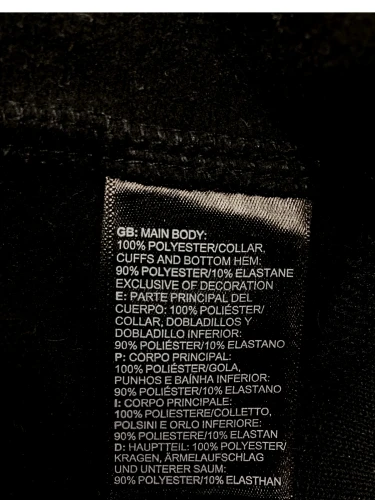 GB: MAIN BODY:
100% POLYESTER/COLLAR,
CUFFS AND BOTTOM HEM:
90% POLYESTER/10% ELASTANE
EXCLUSIVE OF DECORATION
E: PARTE PRINCIPAL DEL
CUERPO: 100% POLIÉSTER/
COLLAR, DOBLADILLOS Y
DOBLADILLO INFERIOR:
90% POLIÉSTER/10% ELASTANO
P: CORPO PRINCIPAL:
100% POLIÉSTER/GOLA,
PUNHOS E BAÍNHA INFERIOR:
90% POLIÉSTER/10% ELASTANO
I: CORPO PRINCIPALE:
100% POLIESTERE/COLLETTO,
POLSINI E ORLO INFERIORE:
90% POLIESTERE/10% ELASTAN
D: HAUPTTEIL: 100% POLYESTER/
KRAGEN, ÄRMELAUFSCHLAG
UND UNTERER SAUM:
90% POLYESTER/10% ELASTHAN